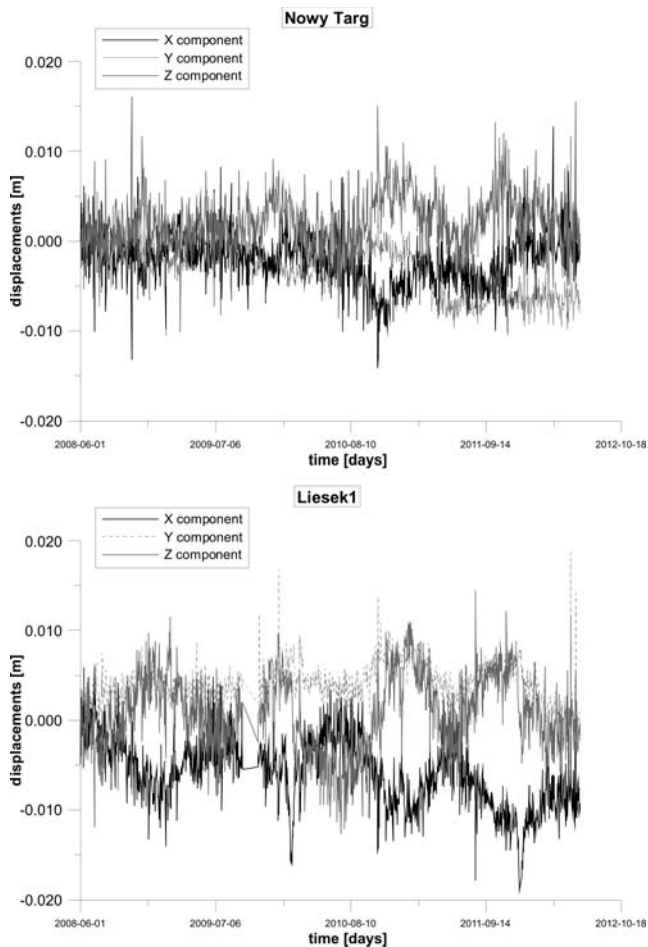 Nowy Targ
X component
Y component
Z component
0.020
0.010
0.000
-0.010
-0.020
displacements [m]
2008-06-01 2009-07-06 2010-08-10 2011-09-14 2012-10-18
time [days]
Liesek1
X component
Y component
Z component
0.020
0.010
0.000
-0.010
-0.020
displacements [m]
2008-06-01 2009-07-06 2010-08-10 2011-09-14 2012-10-18
time [days]